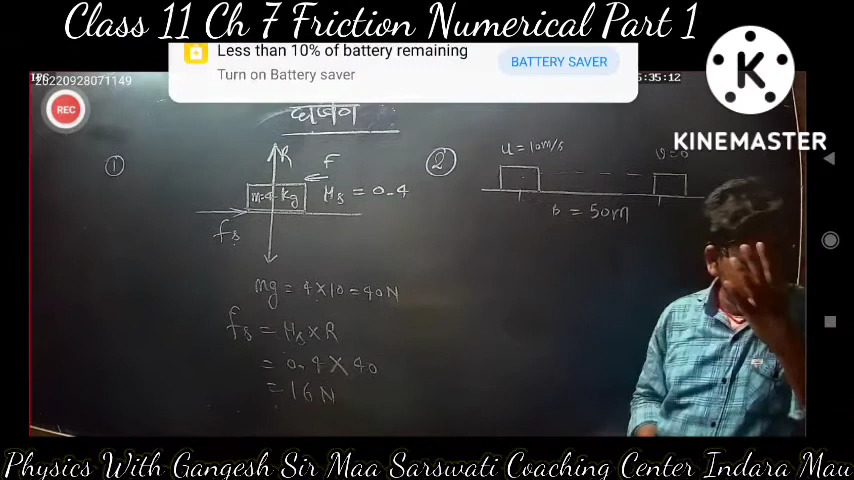 Class 11 Ch 7 Friction Numerical Part 1
Less than 10% of battery remaining
Turn on Battery saver
BATTERY SAVER
20220928071149
5:35:12
REC
K
KINEMASTER
घर्षण
①
R
F
m=4 kg
μs = 0.4
fs
mg = 4×10 = 40N
fs = μs × R
= 0.4 × 40
= 16 N
②
u = 10m/s
v=0
s = 50m
Physics With Gangesh Sir Maa Sarswati Coaching Center Indara Mau